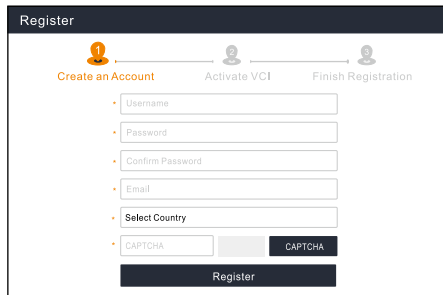 Register
1 2 3
Create an Account Activate VCI Finish Registration
* Username
* Password
* Confirm Password
* Email
* Select Country
* CAPTCHA CAPTCHA
Register